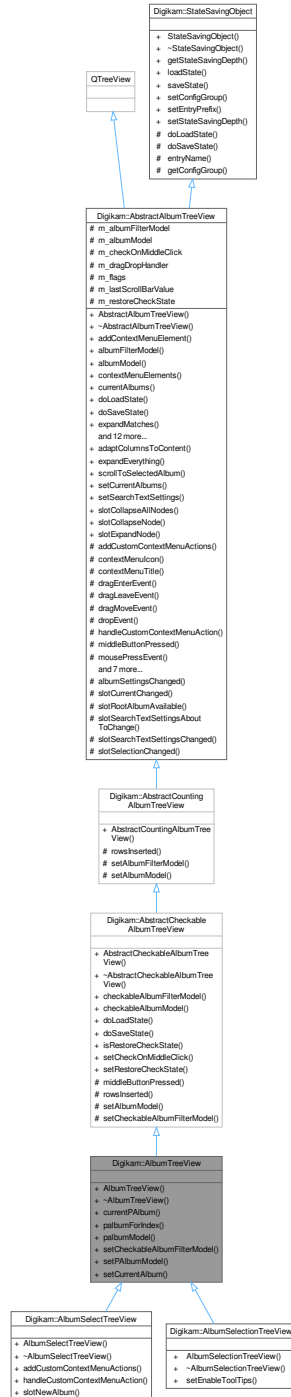 Digikam::StateSavingObject
+ StateSavingObject()
+ ~StateSavingObject()
+ getStateSavingDepth()
+ loadState()
+ saveState()
+ setConfigGroup()
+ setEntryPrefix()
+ setStateSavingDepth()
# doLoadState()
# doSaveState()
# entryName()
# getConfigGroup()
QTreeView
Digikam::AbstractAlbumTreeView
# m_albumFilterModel
# m_albumModel
# m_checkOnMiddleClick
# m_dragDropHandler
# m_flags
# m_lastScrollBarValue
# m_restoreCheckState
+ AbstractAlbumTreeView()
+ ~AbstractAlbumTreeView()
+ addContextMenuElement()
+ albumFilterModel()
+ albumModel()
+ contextMenuElements()
+ currentAlbums()
+ doLoadState()
+ doSaveState()
+ expandMatches()
and 12 more...
+ adaptColumnsToContent()
+ expandEverything()
+ scrollToSelectedAlbum()
+ setCurrentAlbums()
+ setSearchTextSettings()
+ slotCollapseAllNodes()
+ slotCollapseNode()
+ slotExpandNode()
# addCustomContextMenuActions()
# contextMenuIcon()
# contextMenuTitle()
# dragEnterEvent()
# dragLeaveEvent()
# dragMoveEvent()
# dropEvent()
# handleCustomContextMenuAction()
# middleButtonPressed()
# mousePressEvent()
and 7 more...
# albumSettingsChanged()
# slotCurrentChanged()
# slotRootAlbumAvailable()
# slotSearchTextSettingsAbout
ToChange()
# slotSearchTextSettingsChanged()
# slotSelectionChanged()
Digikam::AbstractCounting
AlbumTreeView
+ AbstractCountingAlbumTree
View()
# rowsInserted()
# setAlbumFilterModel()
# setAlbumModel()
Digikam::AbstractCheckable
AlbumTreeView
+ AbstractCheckableAlbumTree
View()
+ ~AbstractCheckableAlbumTree
View()
+ checkableAlbumFilterModel()
+ checkableAlbumModel()
+ doLoadState()
+ doSaveState()
+ isRestoreCheckState()
+ setCheckOnMiddleClick()
+ setRestoreCheckState()
# middleButtonPressed()
# rowsInserted()
# setAlbumModel()
# setCheckableAlbumFilterModel()
Digikam::AlbumTreeView
+ AlbumTreeView()
+ ~AlbumTreeView()
+ currentPAlbum()
+ palbumForIndex()
+ palbumModel()
+ setCheckableAlbumFilterModel()
+ setPAlbumModel()
+ setCurrentAlbum()
Digikam::AlbumSelectTreeView
+ AlbumSelectTreeView()
+ ~AlbumSelectTreeView()
+ addCustomContextMenuActions()
+ handleCustomContextMenuAction()
+ slotNewAlbum()
Digikam::AlbumSelectionTreeView
+ AlbumSelectionTreeView()
+ ~AlbumSelectionTreeView()
+ setEnableToolTips()